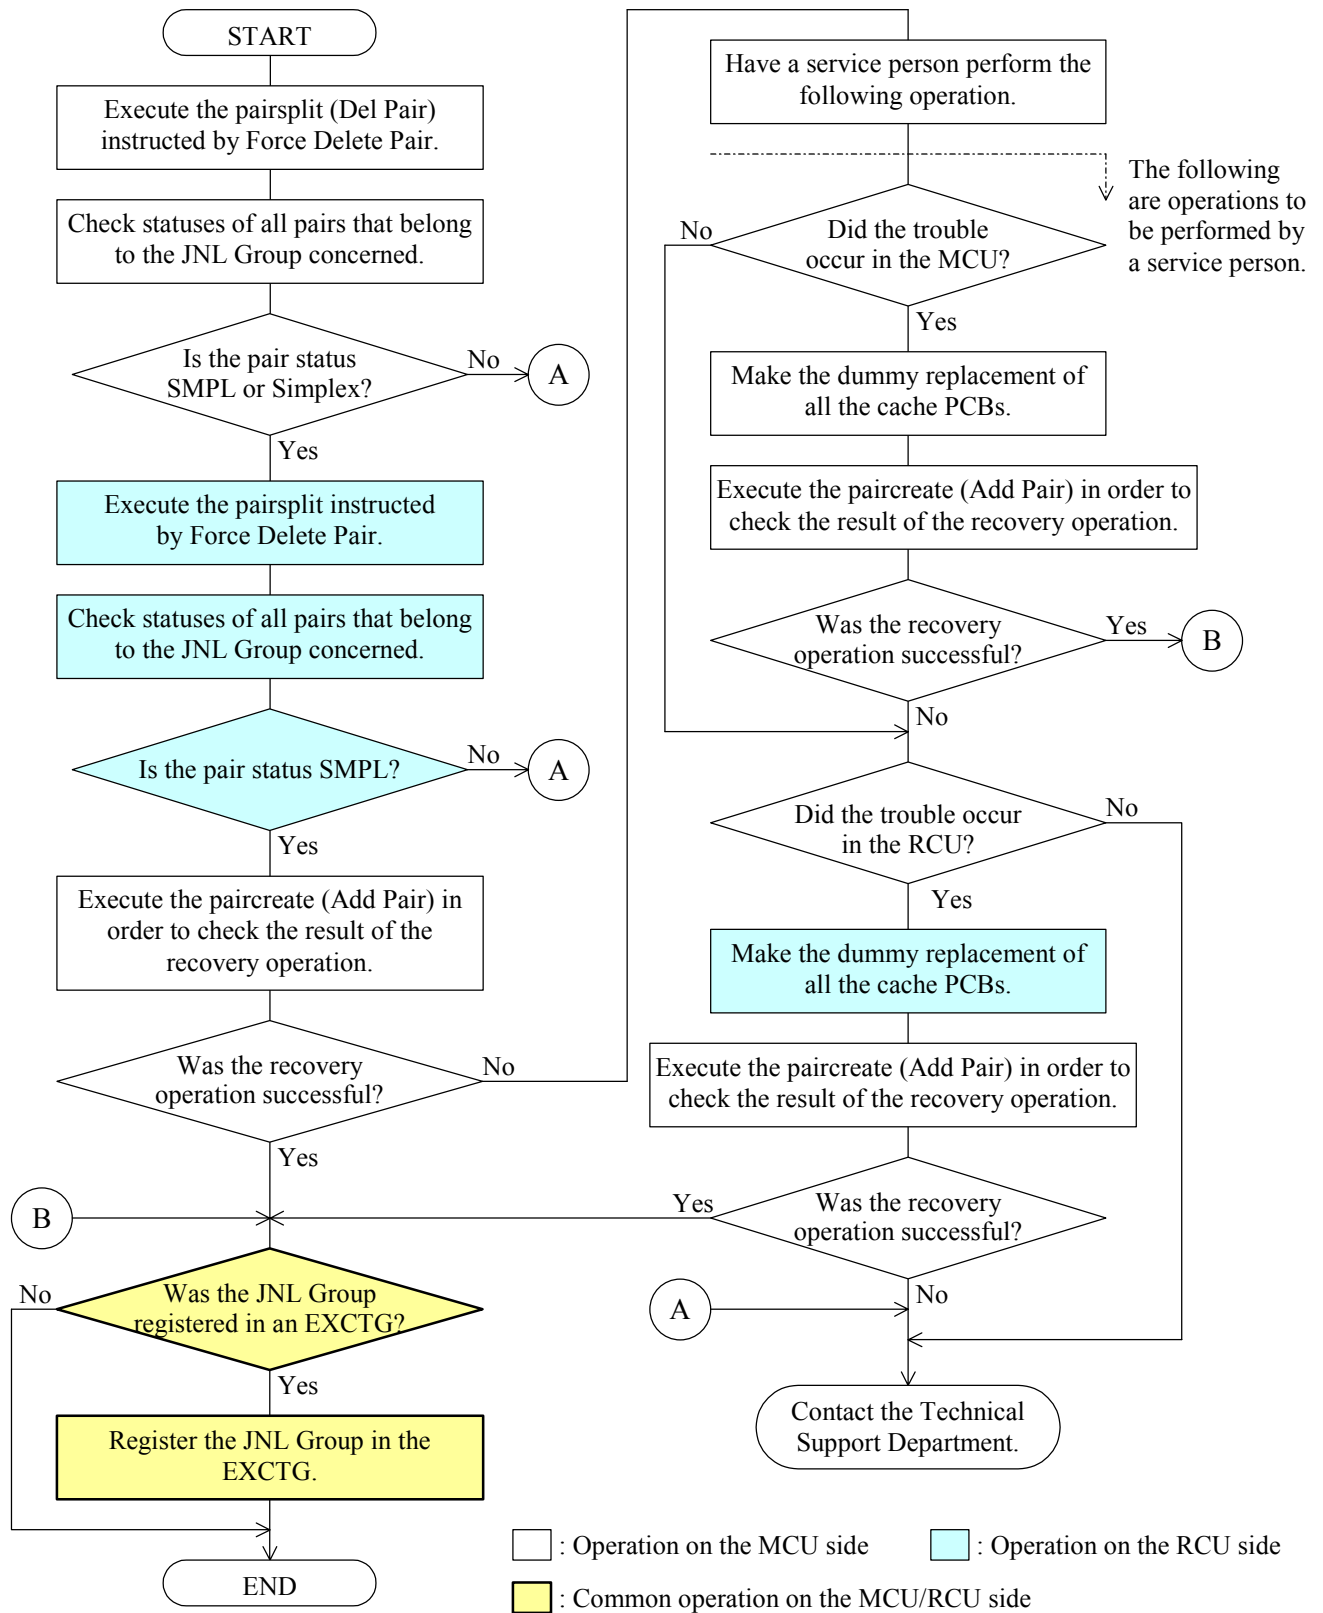 START
Execute the pairsplit (Del Pair)
instructed by Force Delete Pair.
Check statuses of all pairs that belong
to the JNL Group concerned.
Is the pair status
SMPL or Simplex?
No
A
Yes
Execute the pairsplit instructed
by Force Delete Pair.
Check statuses of all pairs that belong
to the JNL Group concerned.
Is the pair status SMPL?
No
A
Yes
Execute the paircreate (Add Pair) in
order to check the result of the
recovery operation.
Was the recovery
operation successful?
No
Yes
B
Was the JNL Group
registered in an EXCTG?
No
Yes
Register the JNL Group in the
EXCTG.
END
Have a service person perform the
following operation.
The following
are operations to
be performed by
a service person.
Did the trouble
occur in the MCU?
No
Yes
Make the dummy replacement of
all the cache PCBs.
Execute the paircreate (Add Pair) in order to
check the result of the recovery operation.
Was the recovery
operation successful?
Yes
B
No
Did the trouble occur
in the RCU?
No
Yes
Make the dummy replacement of
all the cache PCBs.
Execute the paircreate (Add Pair) in order to
check the result of the recovery operation.
Was the recovery
operation successful?
Yes
No
A
Contact the Technical
Support Department.
: Operation on the MCU side
: Operation on the RCU side
: Common operation on the MCU/RCU side